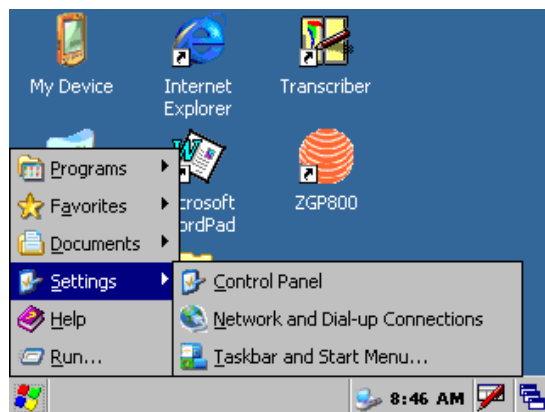 My Device
Internet
Explorer
Transcriber
crosoft
ordPad
ZGP800
Programs
Favorites
Documents
Settings
Help
Run...
Control Panel
Network and Dial-up Connections
Taskbar and Start Menu...
8:46 AM